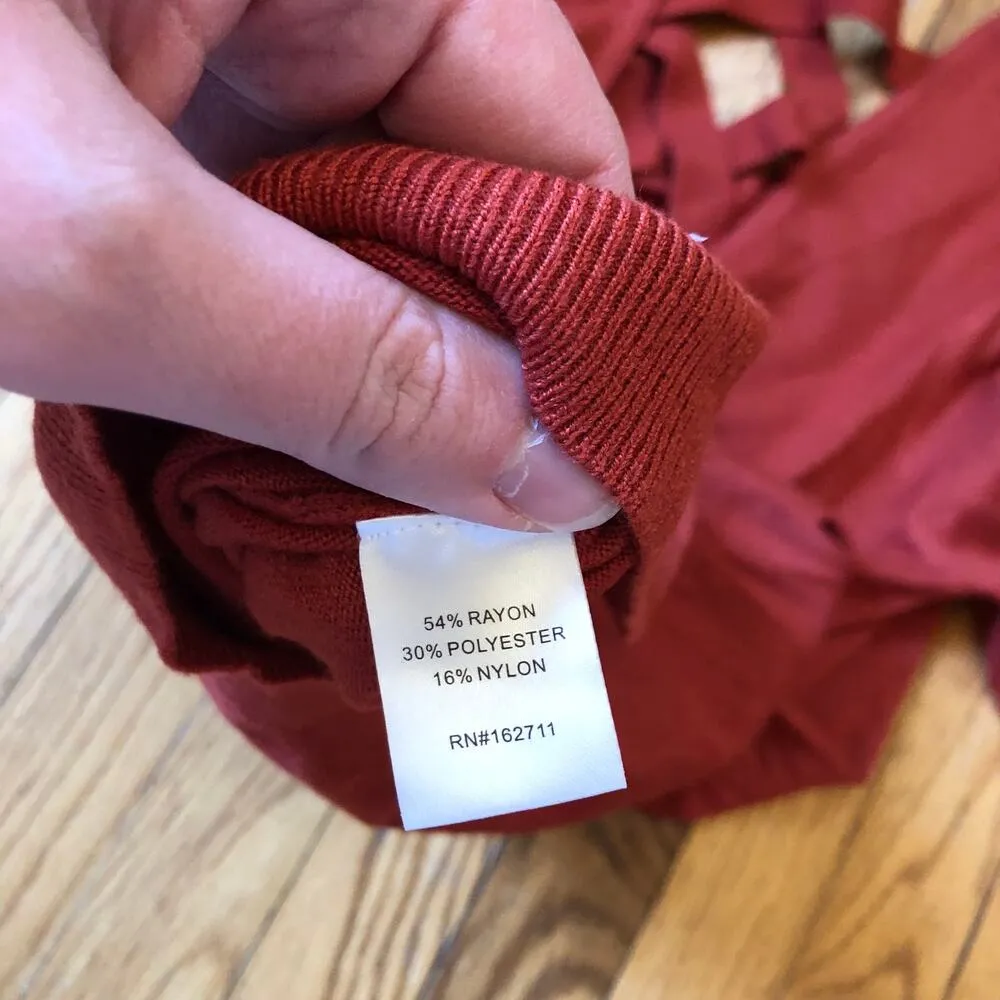 54% RAYON
30% POLYESTER
16% NYLON
RN#162711